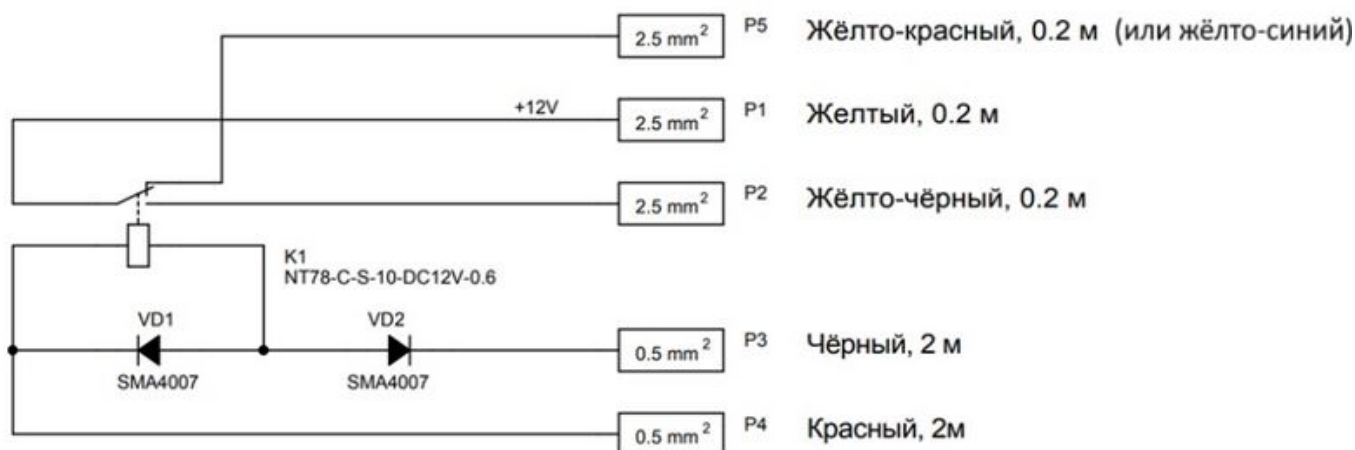 2.5 mm² P5 Жёлто-красный, 0.2 м (или жёлто-синий)
+12V 2.5 mm² P1 Желтый, 0.2 м
2.5 mm² P2 Жёлто-чёрный, 0.2 м
K1
NT78-C-S-10-DC12V-0.6
VD1 VD2
2.5 mm² P3 Чёрный, 2 м
SMA4007 SMA4007
0.5 mm² P4 Красный, 2м